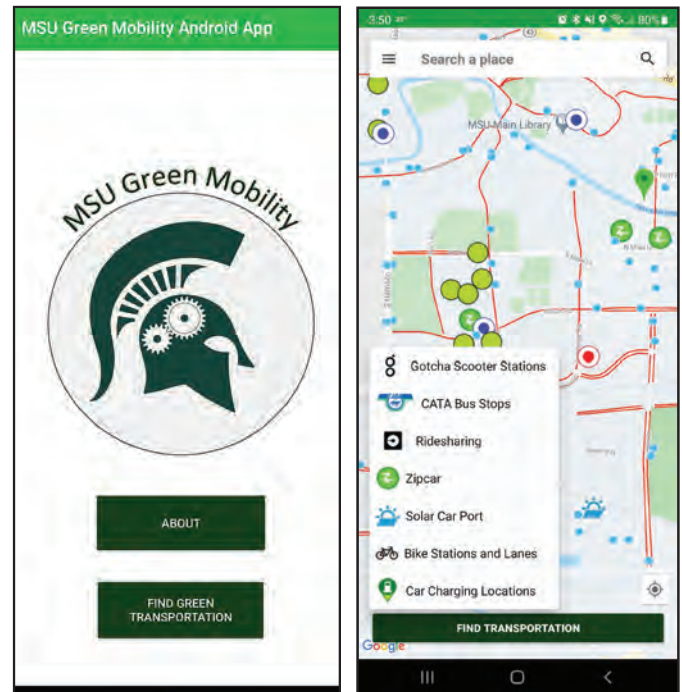 MSU Green Mobility Android App
MSU Green Mobility
ABOUT
FIND GREEN
TRANSPORTATION
3:50
80%
Search a place
MSU Main Library
Gotcha Scooter Stations
CATA Bus Stops
Ridesharing
Zipcar
Solar Car Port
Bike Stations and Lanes
Car Charging Locations
FIND TRANSPORTATION
Google